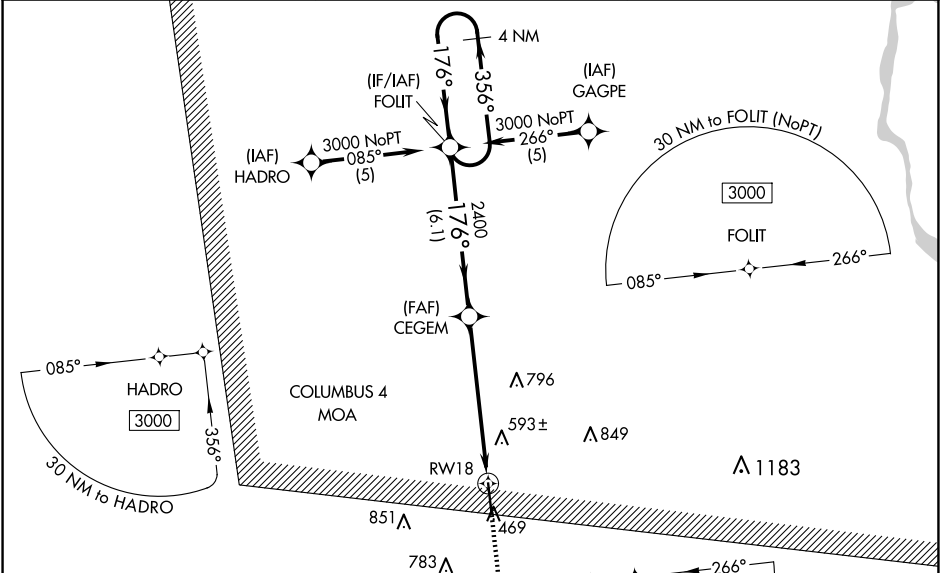 4 NM
176°
356°
(IF/IAF)
FOLIT
(IAF)
GAGPE
3000 NoPT
266°
(5)
(IAF)
HADRO
3000 NoPT
085°
(5)
30 NM to FOLIT (NoPT)
3000
FOLIT
085°
266°
2400
176°
(6.1)
(FAF)
CEGEM
085°
HADRO
3000
356°
30 NM to HADRO
COLUMBUS 4
MOA
796
593±
849
1183
RW18
469
851
783
266°